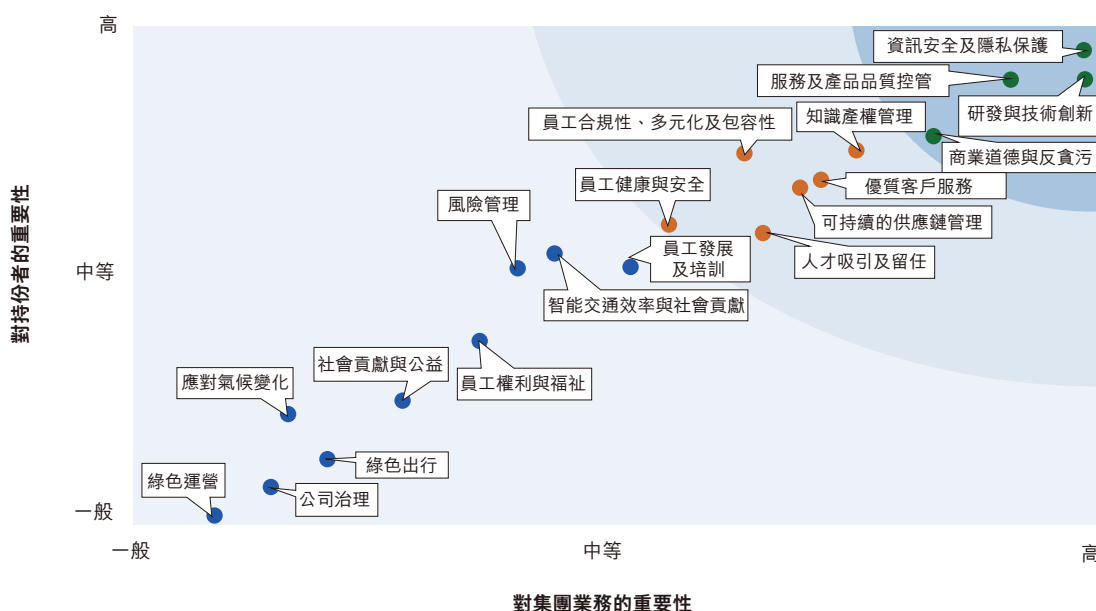 高
資訊安全及隱私保護
服務及產品品質控管
研發與技術創新
員工合規性、多元化及包容性
知識產權管理
商業道德與反貪污
員工健康與安全
優質客戶服務
風險管理
可持續的供應鏈管理
員工發展
及培訓
人才吸引及留任
對持份者的重要性
中等
智能交通效率與社會貢獻
社會貢獻與公益
應對氣候變化
員工權利與福祉
綠色出行
綠色運營
公司治理
一般
一般
中等
高
對集團業務的重要性